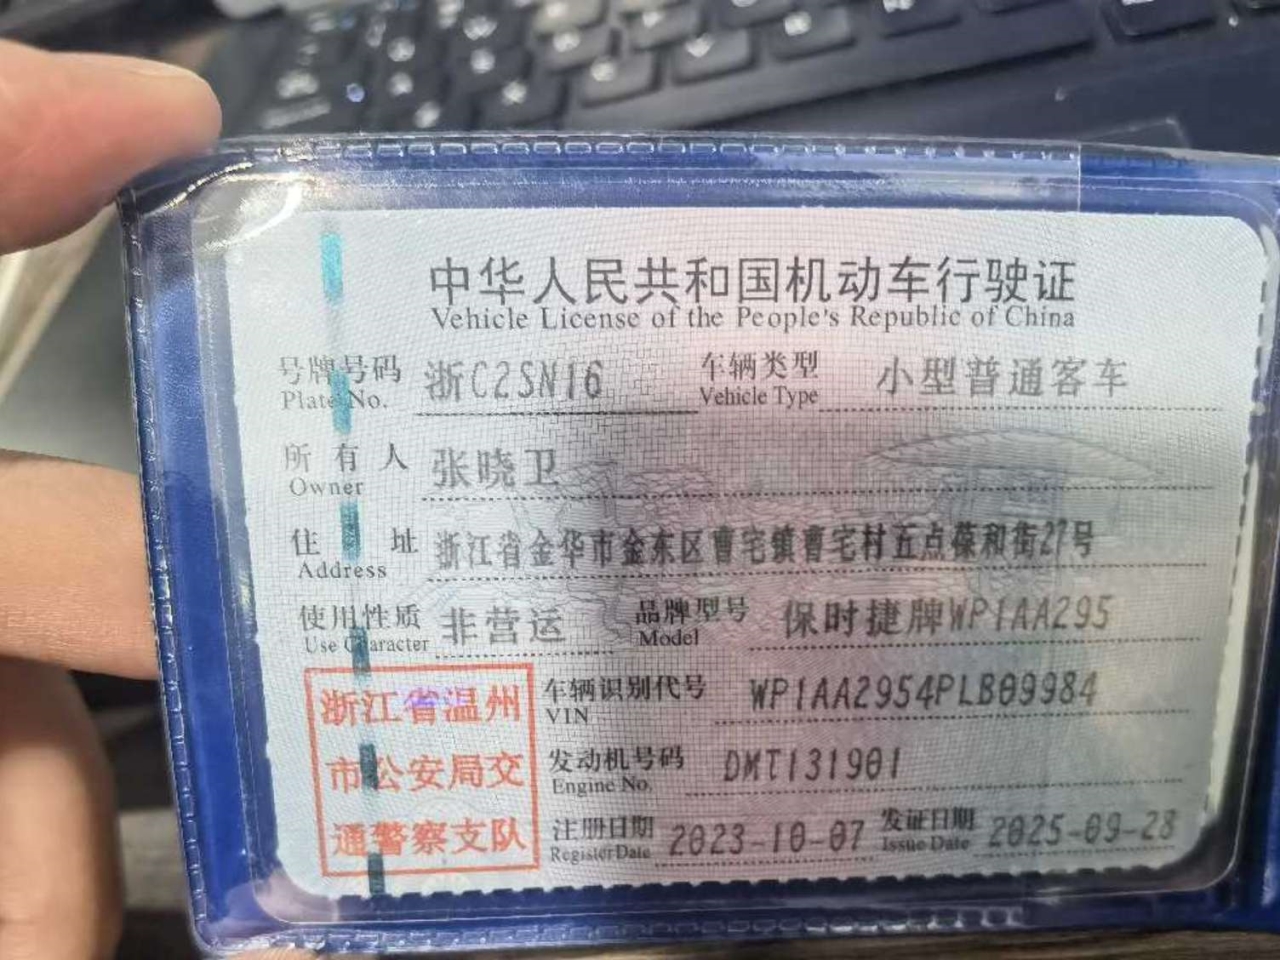 中华人民共和国机动车行驶证
Vehicle License of the People's Republic of China
号牌号码 浙C2SN16 车辆类型 小型普通客车
Plate No. Vehicle Type
所有人 张晓卫
Owner
住址 浙江省金华市金东区曹宅镇曹宅村五点葆和街27号
Address
使用性质 非营运 品牌型号 保时捷牌WP1AA295
Use Character Model
浙江省温州
市公安局交
通警察支队
车辆识别代号 WP1AA2954PLB09984
VIN
发动机号码 DMT131901
Engine No.
注册日期 2023-10-07 发证日期 2025-09-28
Register Date Issue Date